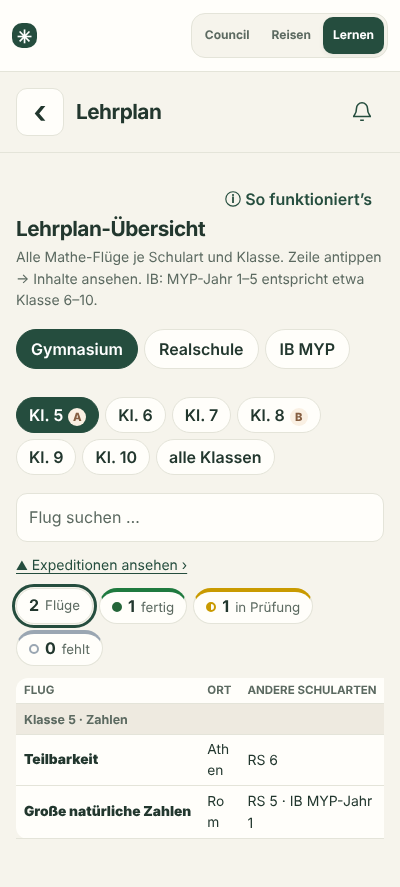 Council Reisen Lernen
‹ Lehrplan
ⓘ So funktioniert's
Lehrplan-Übersicht
Alle Mathe-Flüge je Schulart und Klasse. Zeile antippen
→ Inhalte ansehen. IB: MYP-Jahr 1–5 entspricht etwa
Klasse 6–10.
Gymnasium Realschule IB MYP
Kl. 5 A Kl. 6 Kl. 7 Kl. 8 B
Kl. 9 Kl. 10 alle Klassen
Flug suchen …
▲ Expeditionen ansehen ›
2 Flüge 1 fertig 1 in Prüfung
0 fehlt
FLUG ORT ANDERE SCHULARTEN
Klasse 5 · Zahlen
Teilbarkeit Ath
en RS 6
Große natürliche Zahlen Ro
m RS 5 · IB MYP-Jahr
1